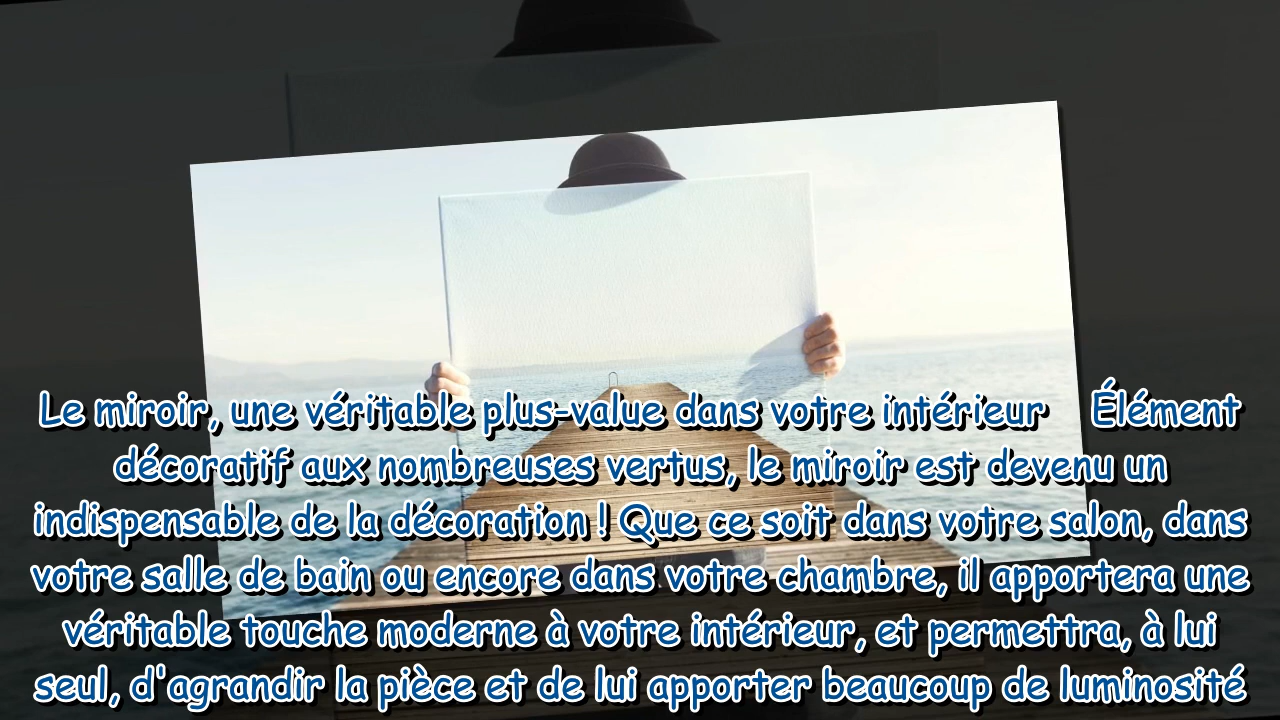 Le miroir, une véritable plus-value dans votre intérieur    Élément
décoratif aux nombreuses vertus, le miroir est devenu un
indispensable de la décoration ! Que ce soit dans votre salon, dans
votre salle de bain ou encore dans votre chambre, il apportera une
véritable touche moderne à votre intérieur, et permettra, à lui
seul, d'agrandir la pièce et de lui apporter beaucoup de luminosité